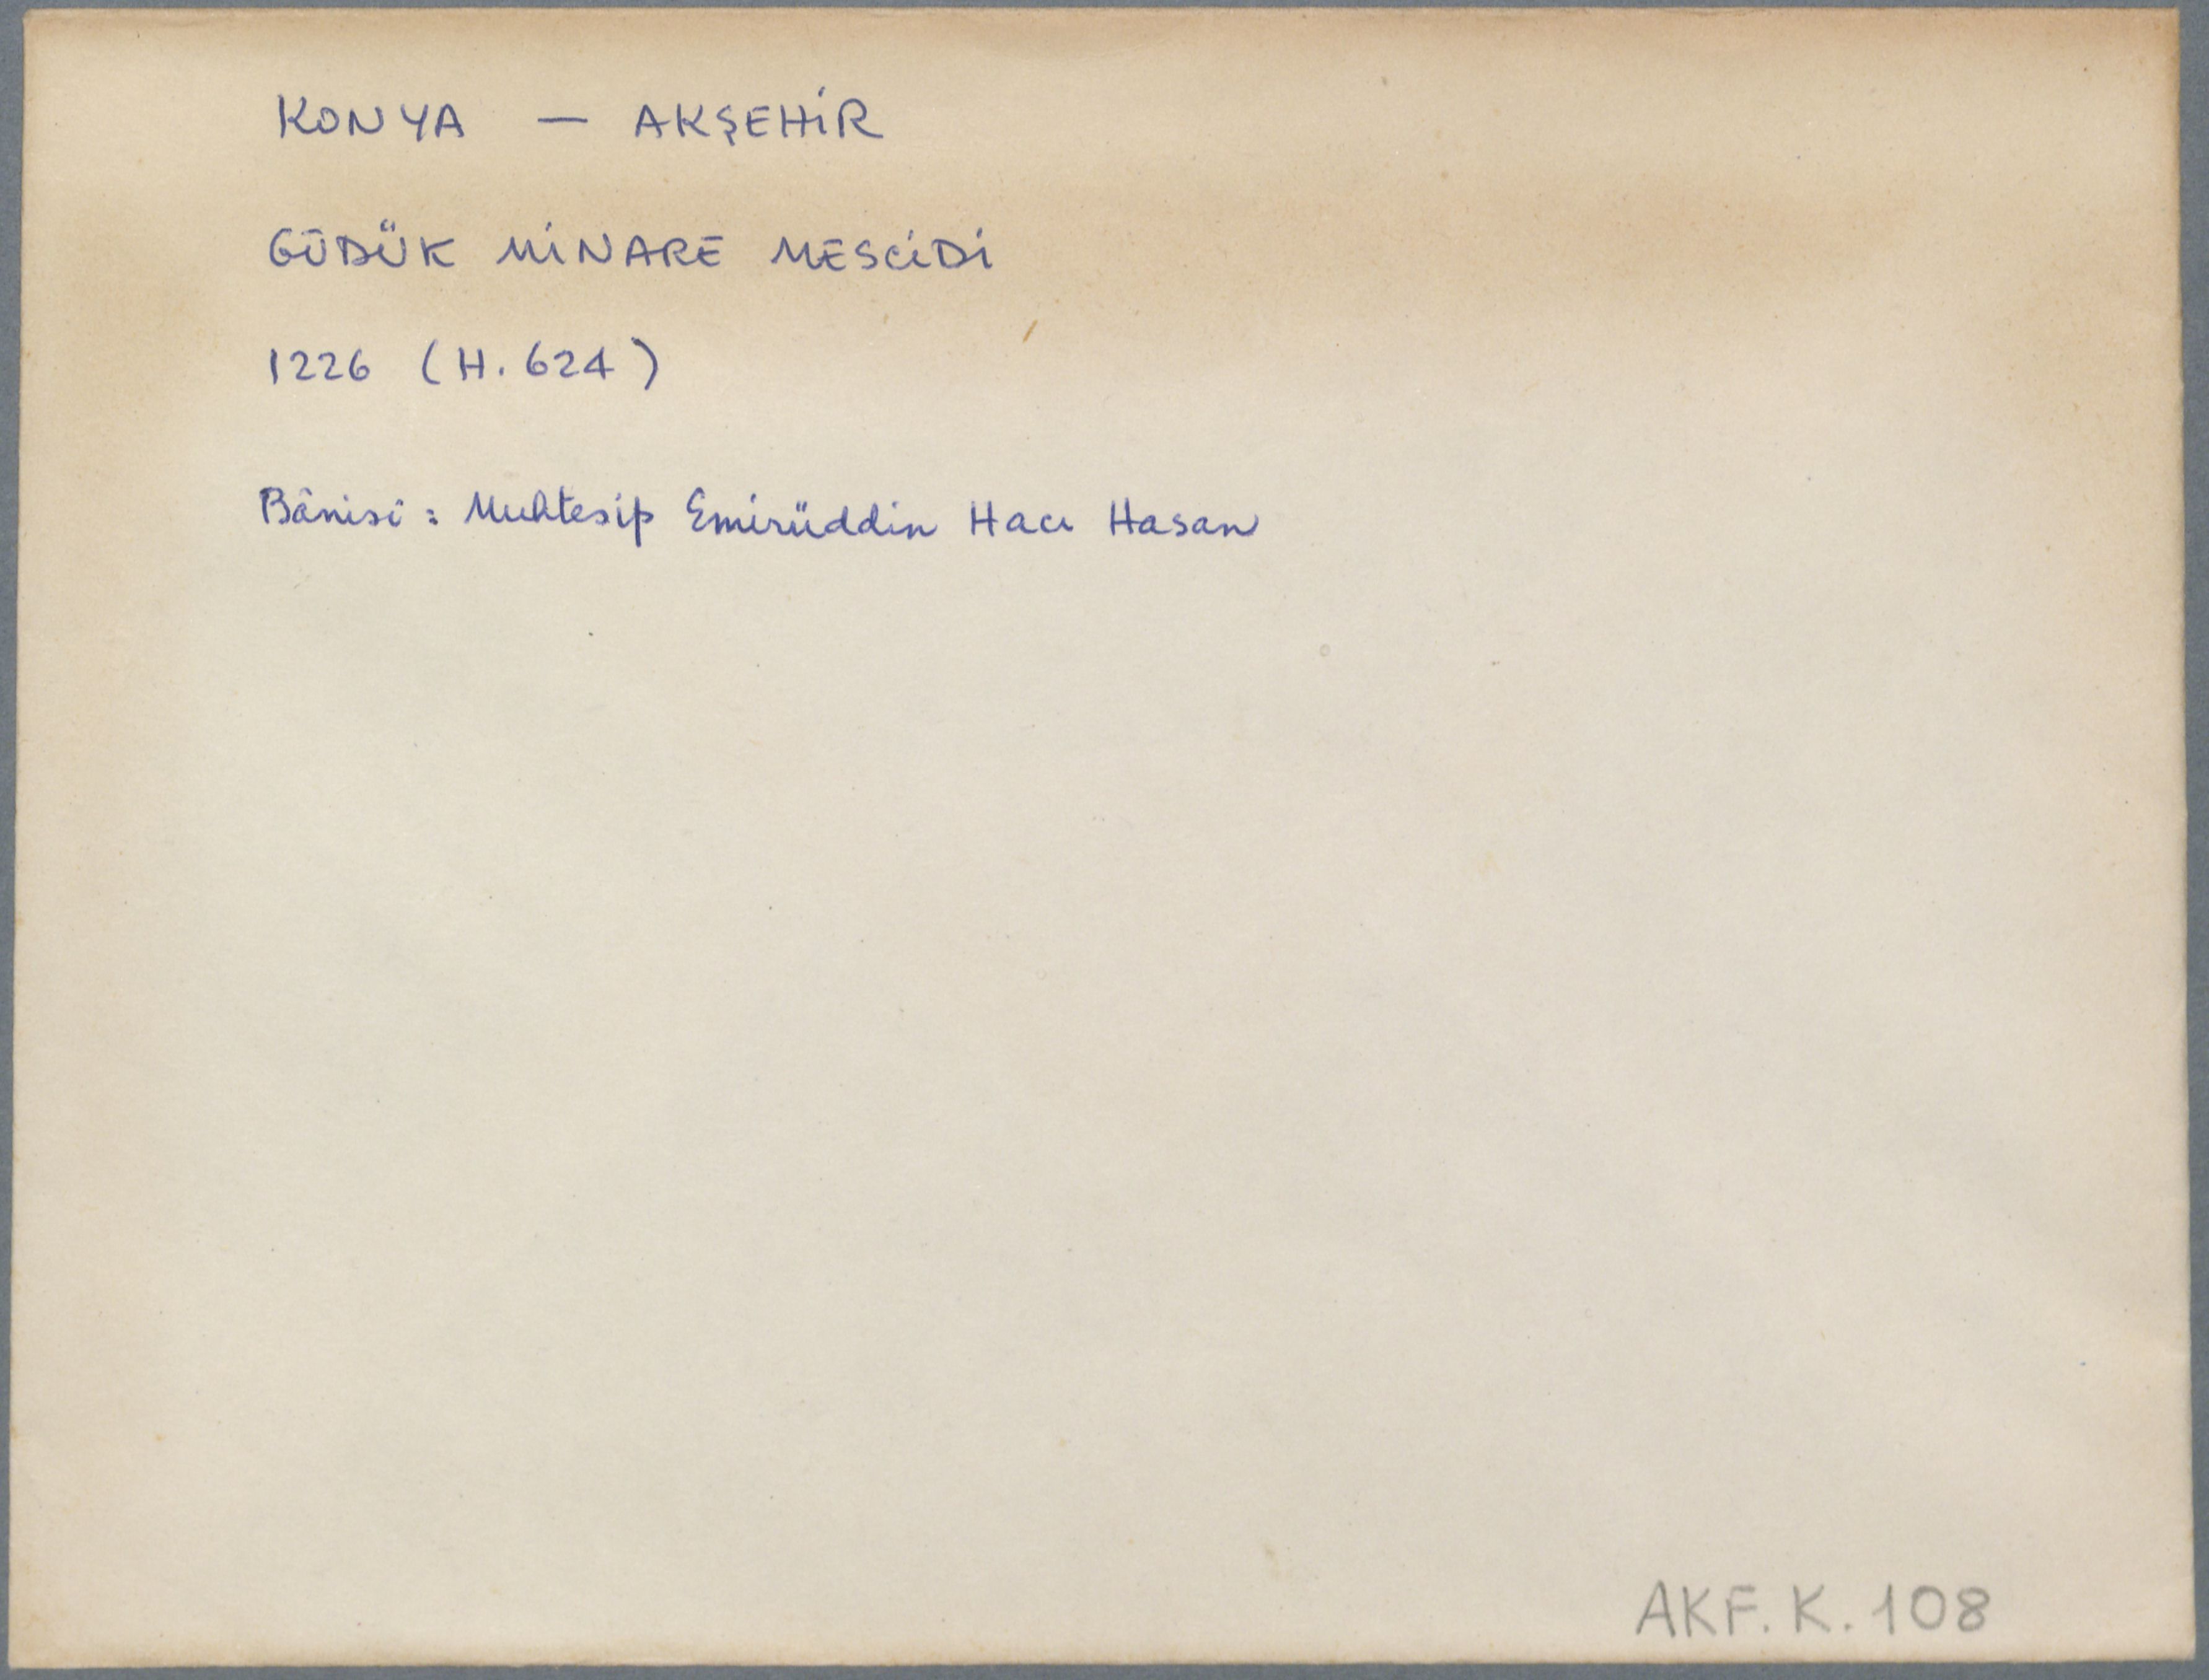 KONYA — AKŞEHİR
GÜDÜK MİNARE MESCİDİ
1226 (H. 624)
Bânisi : Muhtesip Emirüddin Hacı Hasan
AKF. K. 108